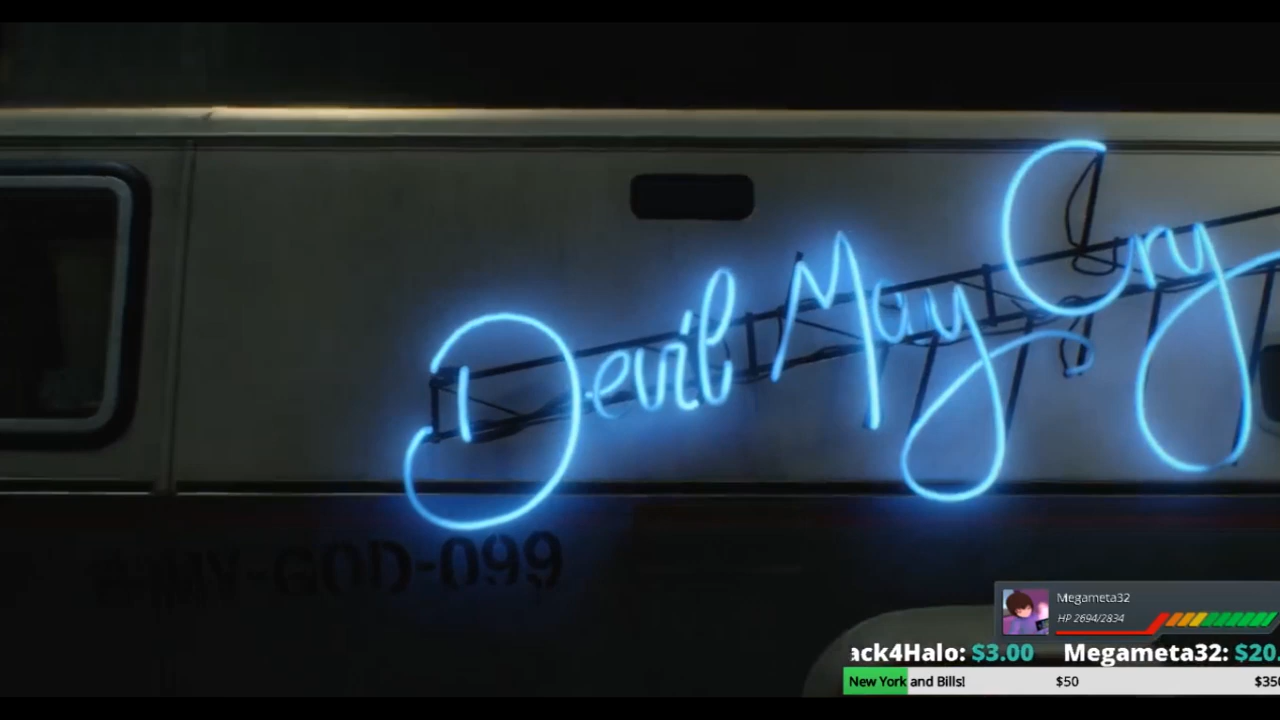 Devil May Cry
-GOD-099
Megameta32
HP 2694/2834
ack4Halo: $3.00 Megameta32: $20.
New York and Bills! $50 $350